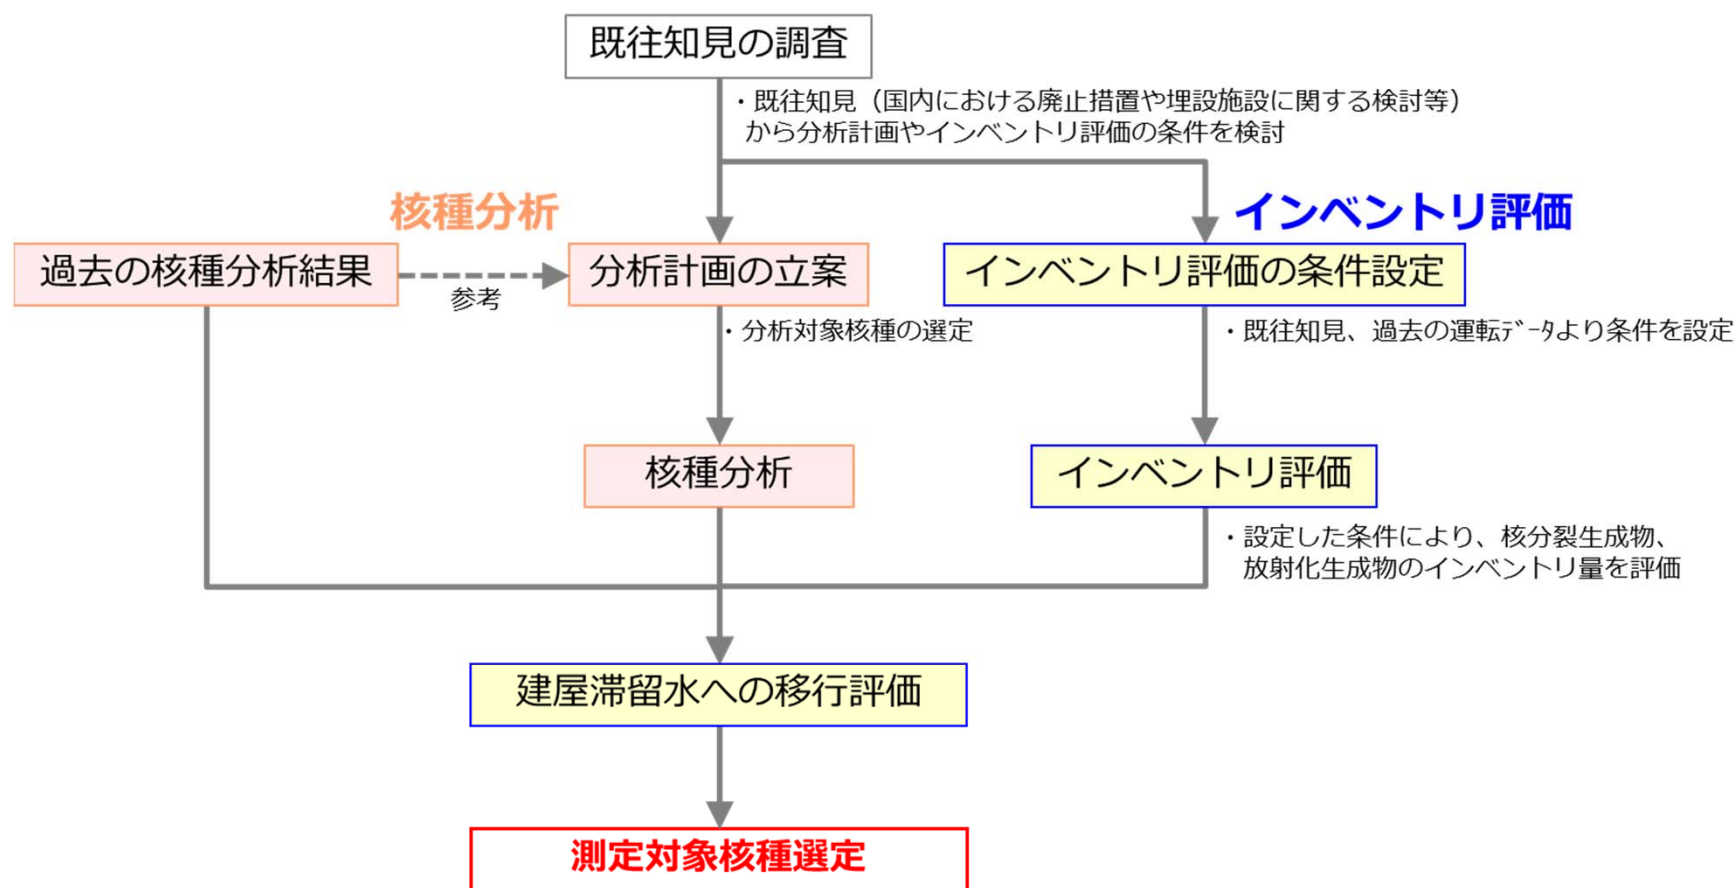 既往知見の調査
・既往知見（国内における廃止措置や埋設施設に関する検討等）
から分析計画やインベントリ評価の条件を検討
核種分析
インベントリ評価
過去の核種分析結果
参考
分析計画の立案
インベントリ評価の条件設定
・分析対象核種の選定
・既往知見、過去の運転ﾃﾞｰﾀより条件を設定
核種分析
インベントリ評価
・設定した条件により、核分裂生成物、
放射化生成物のインベントリ量を評価
建屋滞留水への移行評価
測定対象核種選定